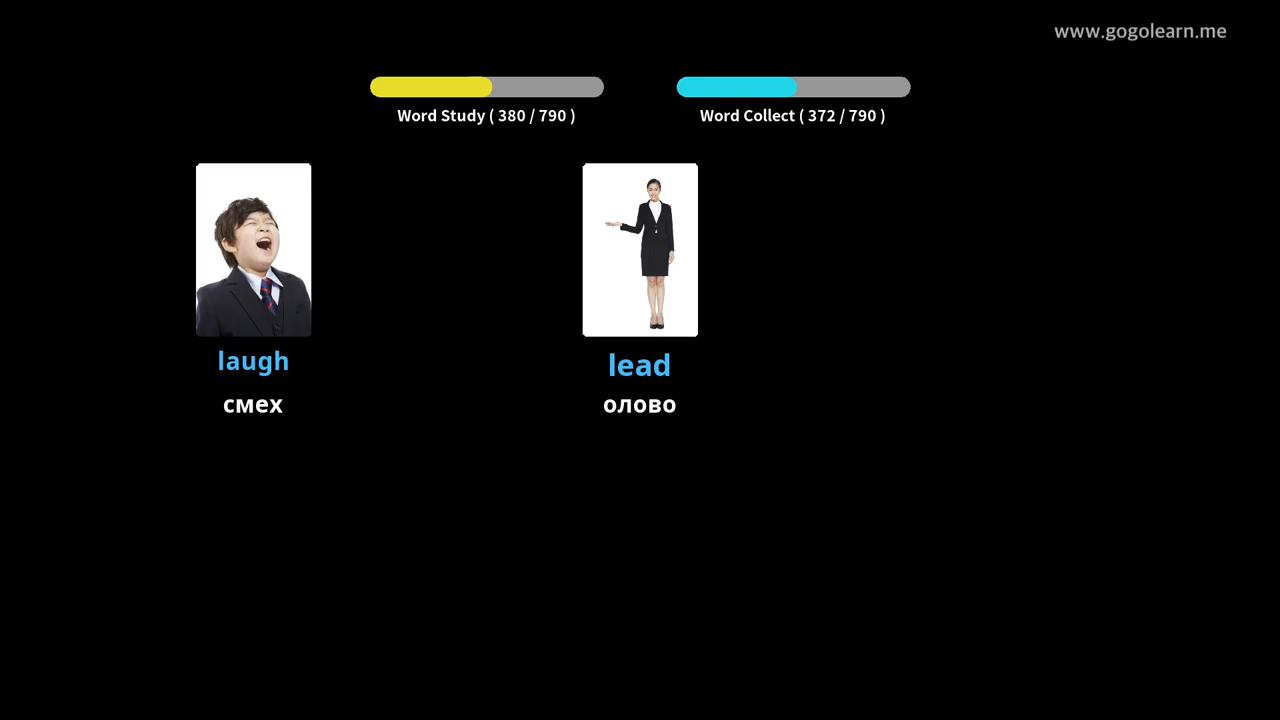 www.gogolearn.me
Word Study ( 380 / 790 )
Word Collect ( 372 / 790 )
laugh
смех
lead
олово